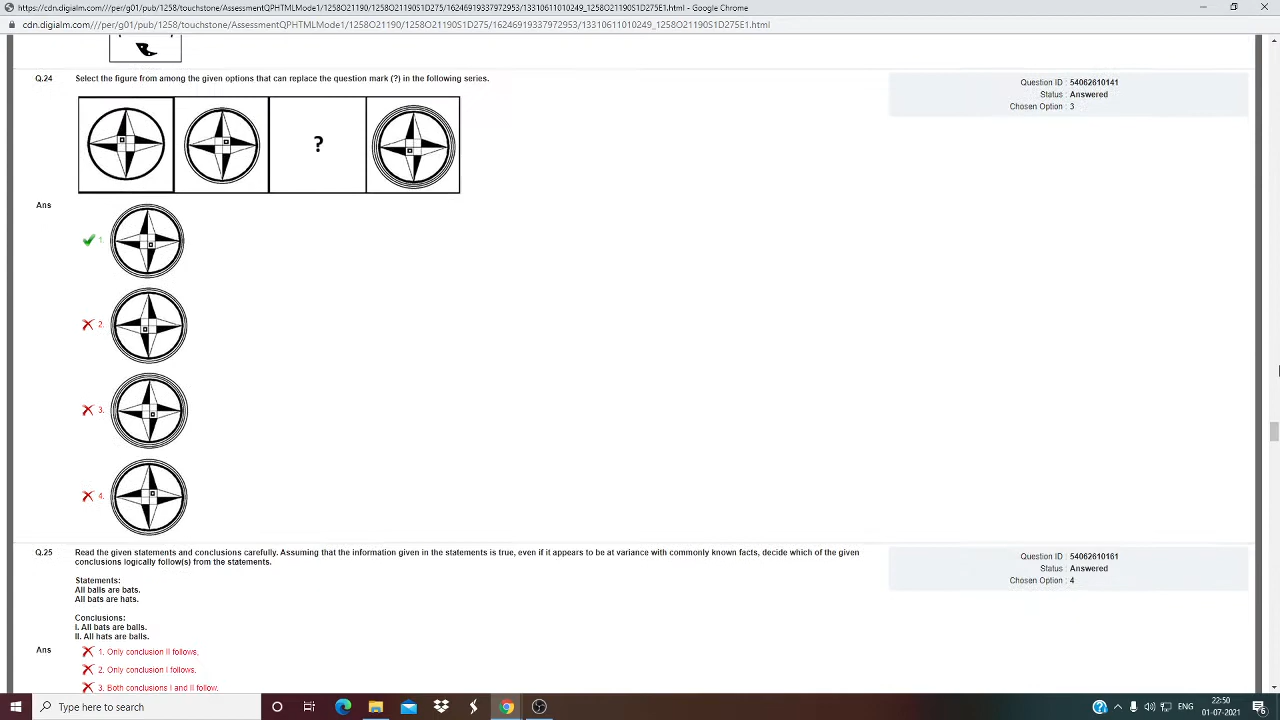 https://cdn.digialm.com///per/g01/pub/1258/touchstone/AssessmentQPHTMLMode1/1258O21190/1258O21190S1D275/16246919337972953/13310611010249_1258O21190S1D275E1.html - Google Chrome
cdn.digialm.com///per/g01/pub/1258/touchstone/AssessmentQPHTMLMode1/1258O21190/1258O21190S1D275/16246919337972953/13310611010249_1258O21190S1D275E1.html
Q.24 Select the figure from among the given options that can replace the question mark (?) in the following series.
Question ID : 54062610141
Status : Answered
Chosen Option : 3
?
Ans
1.
2.
3.
4.
Q.25 Read the given statements and conclusions carefully. Assuming that the information given in the statements is true, even if it appears to be at variance with commonly known facts, decide which of the given
conclusions logically follow(s) from the statements.
Question ID : 54062610161
Status : Answered
Chosen Option : 4
Statements:
All balls are bats.
All bats are hats.
Conclusions:
I. All bats are balls.
II. All hats are balls.
Ans
1. Only conclusion II follows.
2. Only conclusion I follows.
3. Both conclusions I and II follow.
Type here to search
ENG
22:50
01-07-2021